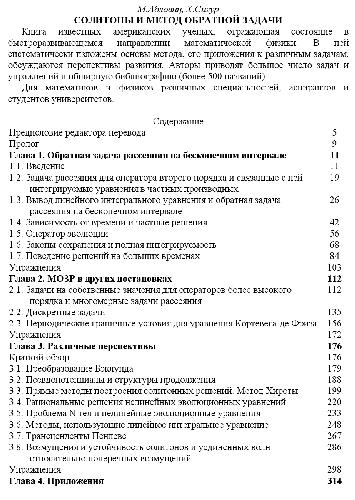 М.Абловиц, Х.Сигур
СОЛИТОНЫ И МЕТОД ОБРАТНОЙ ЗАДАЧИ
Книга известных американских ученых, отражающая состояние в
быстроразвивающемся направлении математической физики. В ней
систематически изложены основы метода, его приложения к различным задачам,
обсуждаются перспективы развития. Авторы приводят большое число задач и
упражнений и обширную библиографию (более 500 названий).
Для математиков и физиков различных специальностей, аспирантов и
студентов университетов.
Содержание
Предисловие редактора перевода 5
Пролог 9
Глава 1. Обратная задача рассеяния на бесконечном интервале 11
1.1. Введение 11
1.2. Задача рассеяния для оператора второго порядка и связанные с ней 19
интегрируемые уравнения в частных производных.
1.3. Вывод линейного интегрального уравнения и обратная задача 26
рассеяния на бесконечном интервале
1.4. Зависимость от времени и частные решения 42
1.5. Оператор эволюции 56
1.6. Законы сохранения и полная интегрируемость 68
1.7. Поведение решений на больших временах 84
Упражнения 103
Глава 2. МОЗР в других постановках 112
2.1. Задачи на собственные значения для операторов более высокого 112
порядка и многомерные задачи рассеяния
2.2. Дискретные задачи 135
2.3. Периодические граничные условия для уравнения Кортевега де Фриза 156
Упражнения 172
Глава 3. Различные перспективы 176
Краткий обзор 176
3.1. Преобразование Бэклунда 179
3.2. Псевдопотенциалы и структуры продолжения 188
3.3. Прямые методы построения солитонных решений. Метод Хироты 199
3.4. Рациональные решения нелинейных эволюционных уравнений 220
3.5. Проблема N тел и нелинейные эволюционные уравнения 233
3.6. Методы, использующие линейное интегральное уравнение 248
3.7. Трансценденты Пенлеве 267
3.8. Возмущения и устойчивость солитонов и уединенных волн 286
относительно поперечных возмущений
Упражнения 298
Глава 4. Приложения 314